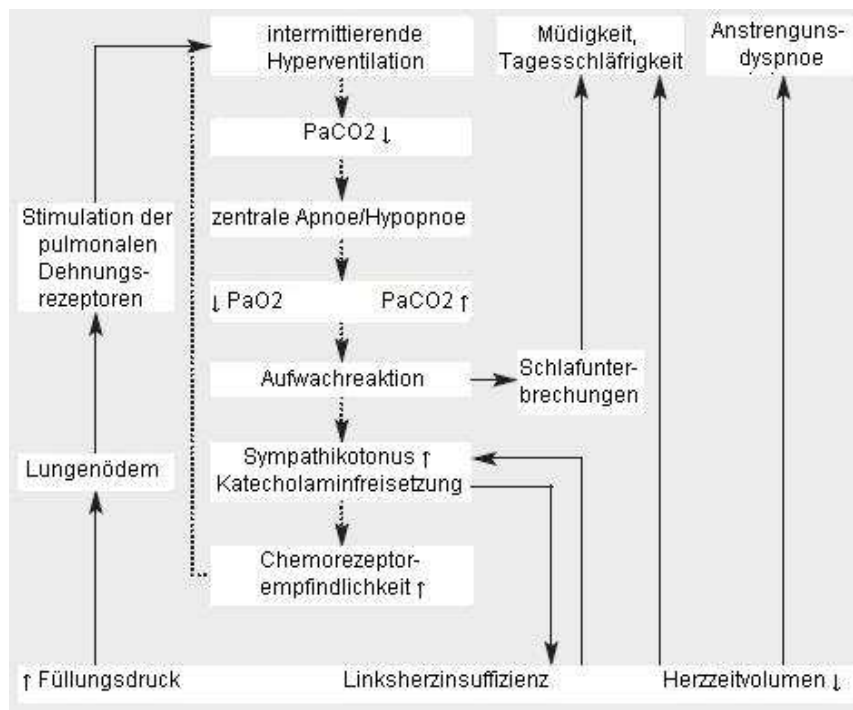 intermittierende
Hyperventilation
Müdigkeit,
Tagesschläfrigkeit
Anstrenguns-
dyspnoe
PaCO2 ↓
Stimulation der
pulmonalen
Dehnungs-
rezeptoren
zentrale Apnoe/Hypopnoe
↓ PaO2 PaCO2 ↑
Aufwachreaktion
Schlafunter-
brechungen
Lungenödem
Sympathikotonus ↑
Katecholaminfreisetzung
Chemorezeptor-
empfindlichkeit ↑
↑ Füllungsdruck Linksherzinsuffizienz Herzzeitvolumen ↓